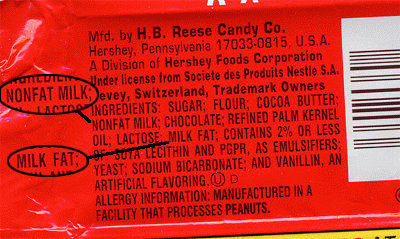 Mfd. by H.B. Reese Candy Co.
Hershey, Pennsylvania 17033-0815, U.S.A.
A Division of Hershey Foods Corporation
Under license from Societe des Produits Nestle S.A.
evey, Switzerland, Trademark Owners
INGREDIENTS: SUGAR; FLOUR; COCOA BUTTER;
NONFAT MILK; CHOCOLATE; REFINED PALM KERNEL
OIL; LACTOSE; MILK FAT; CONTAINS 2% OR LESS
OF: SOYA LECITHIN AND PGPR, AS EMULSIFIERS;
YEAST; SODIUM BICARBONATE; AND VANILLIN, AN
ARTIFICIAL FLAVORING. U D
ALLERGY INFORMATION: MANUFACTURED IN A
FACILITY THAT PROCESSES PEANUTS.
NONFAT MILK;
LACTOS
MILK FAT;